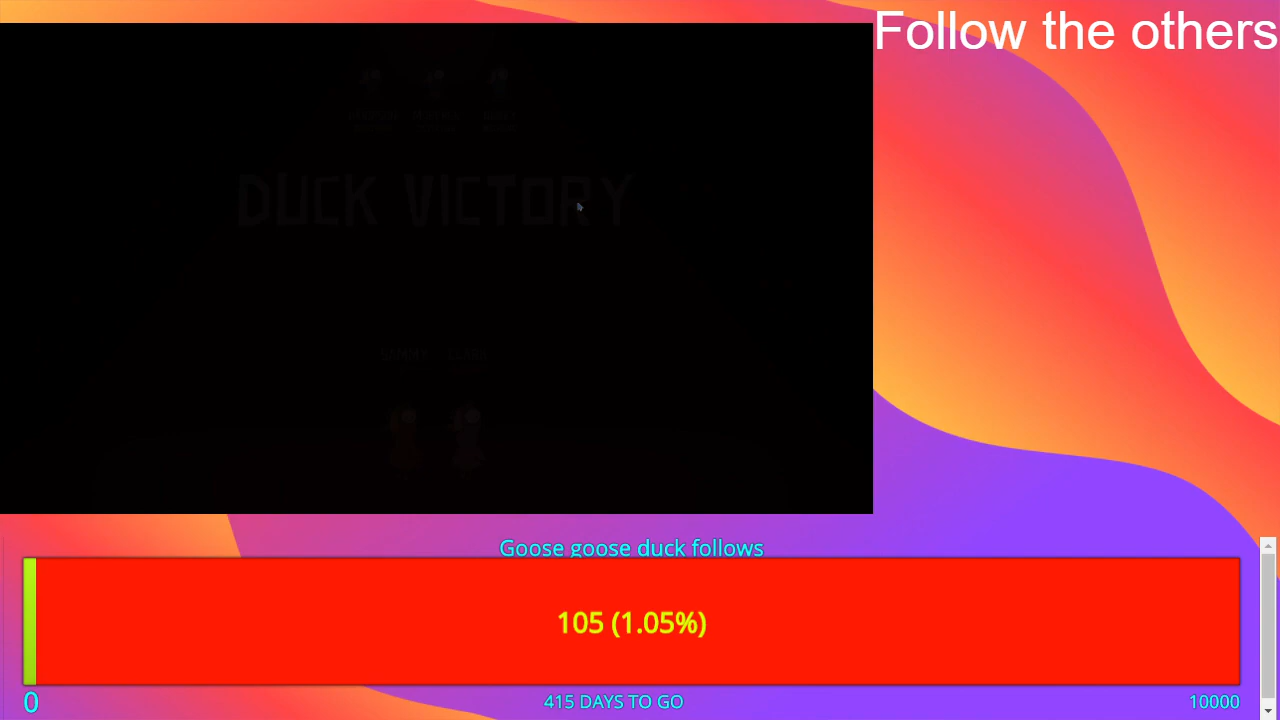 Follow the others
DUCK VICTORY
Goose goose duck follows
105 (1.05%)
0
415 DAYS TO GO
10000